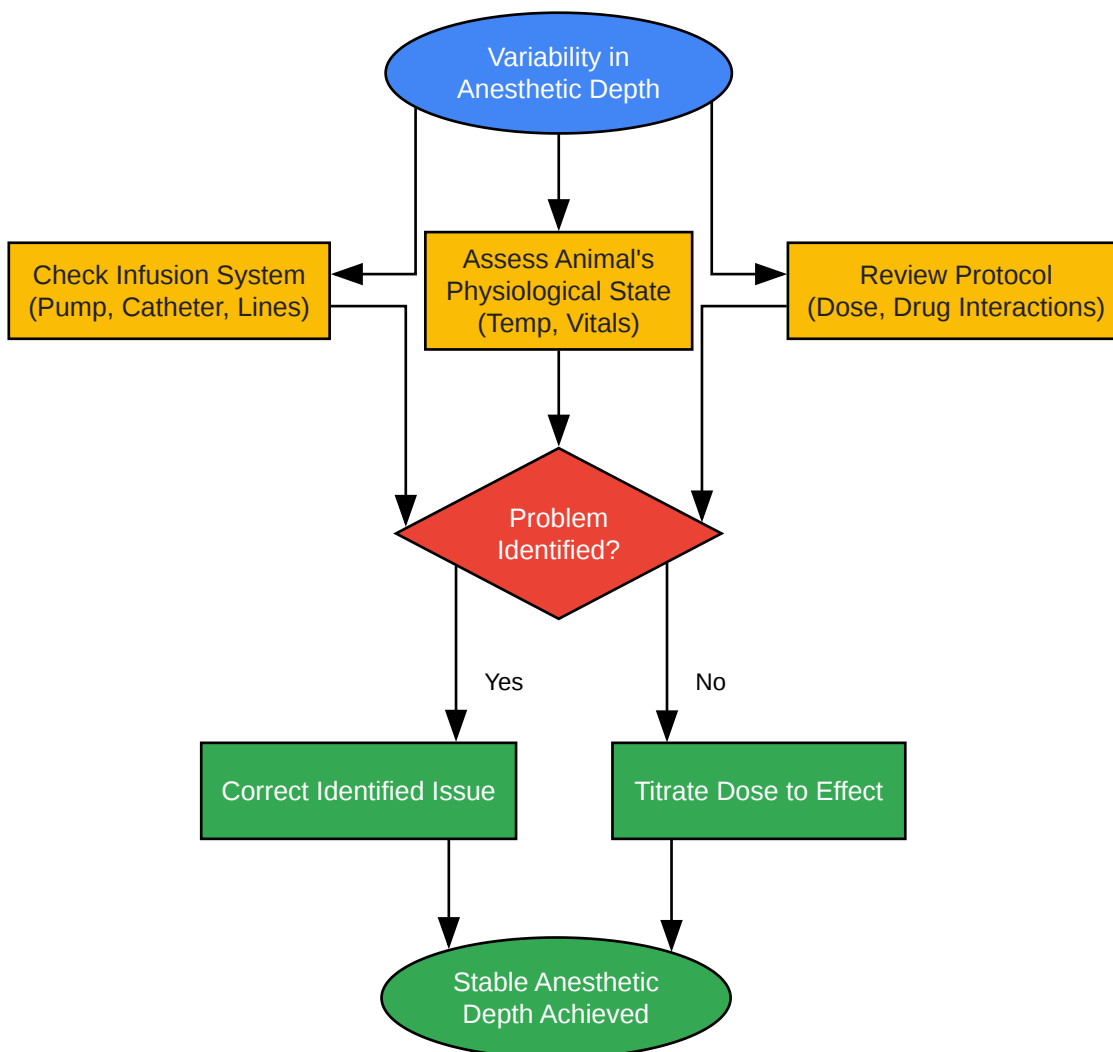 Variability in
Anesthetic Depth
Check Infusion System
(Pump, Catheter, Lines)
Assess Animal's
Physiological State
(Temp, Vitals)
Review Protocol
(Dose, Drug Interactions)
Problem
Identified?
Yes
No
Correct Identified Issue
Titrate Dose to Effect
Stable Anesthetic
Depth Achieved